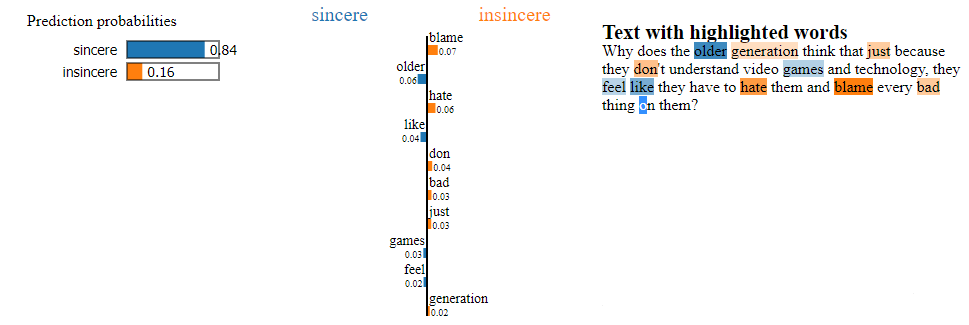 Prediction probabilities
sincere 0.84
insincere 0.16
sincere insincere
blame
0.07
older
0.06
hate
0.06
like
0.04
don
0.04
bad
0.03
just
0.03
games
0.03
feel
0.02
generation
0.02
Text with highlighted words
Why does the older generation think that just because
they don't understand video games and technology, they
feel like they have to hate them and blame every bad
thing on them?